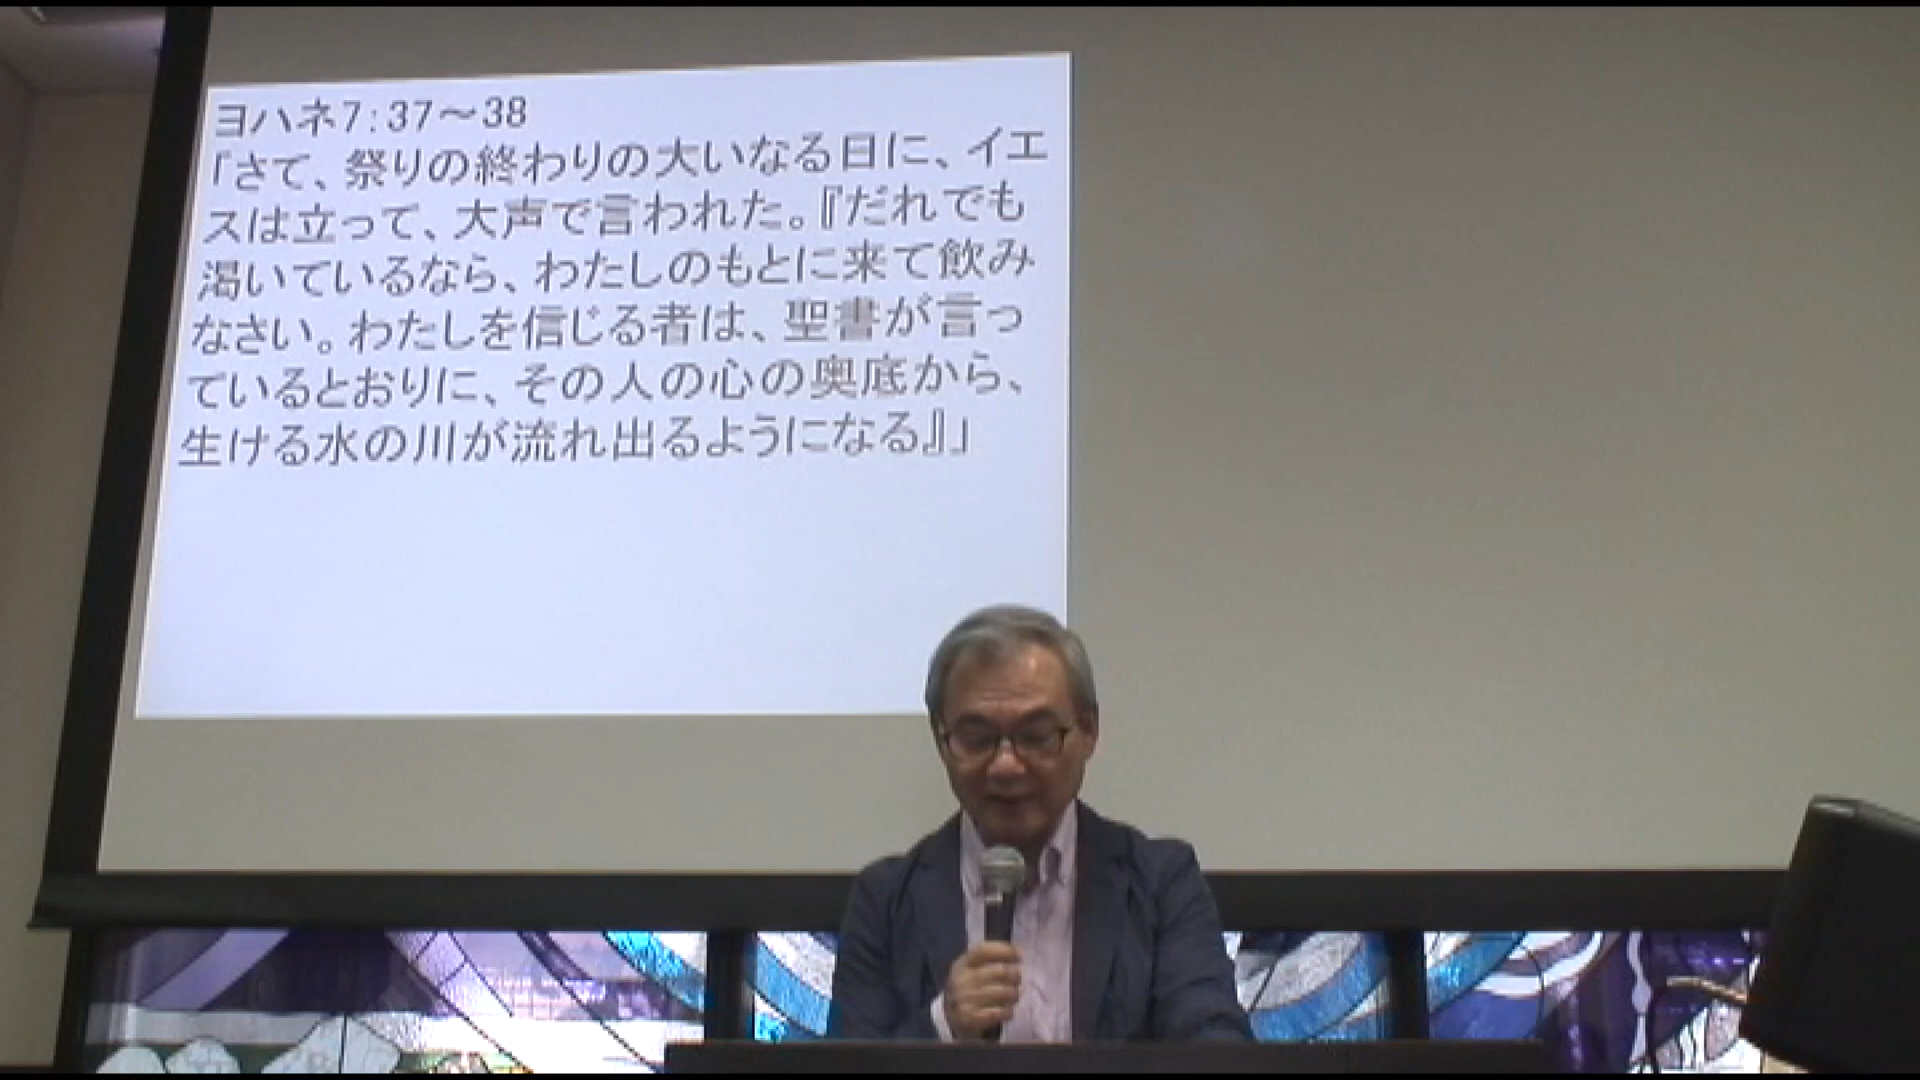 ヨハネ7：37～38
「さて、祭りの終わりの大いなる日に、イエ
スは立って、大声で言われた。『だれでも
渇いているなら、わたしのもとに来て飲み
なさい。わたしを信じる者は、聖書が言っ
ているとおりに、その人の心の奥底から、
生ける水の川が流れ出るようになる』」